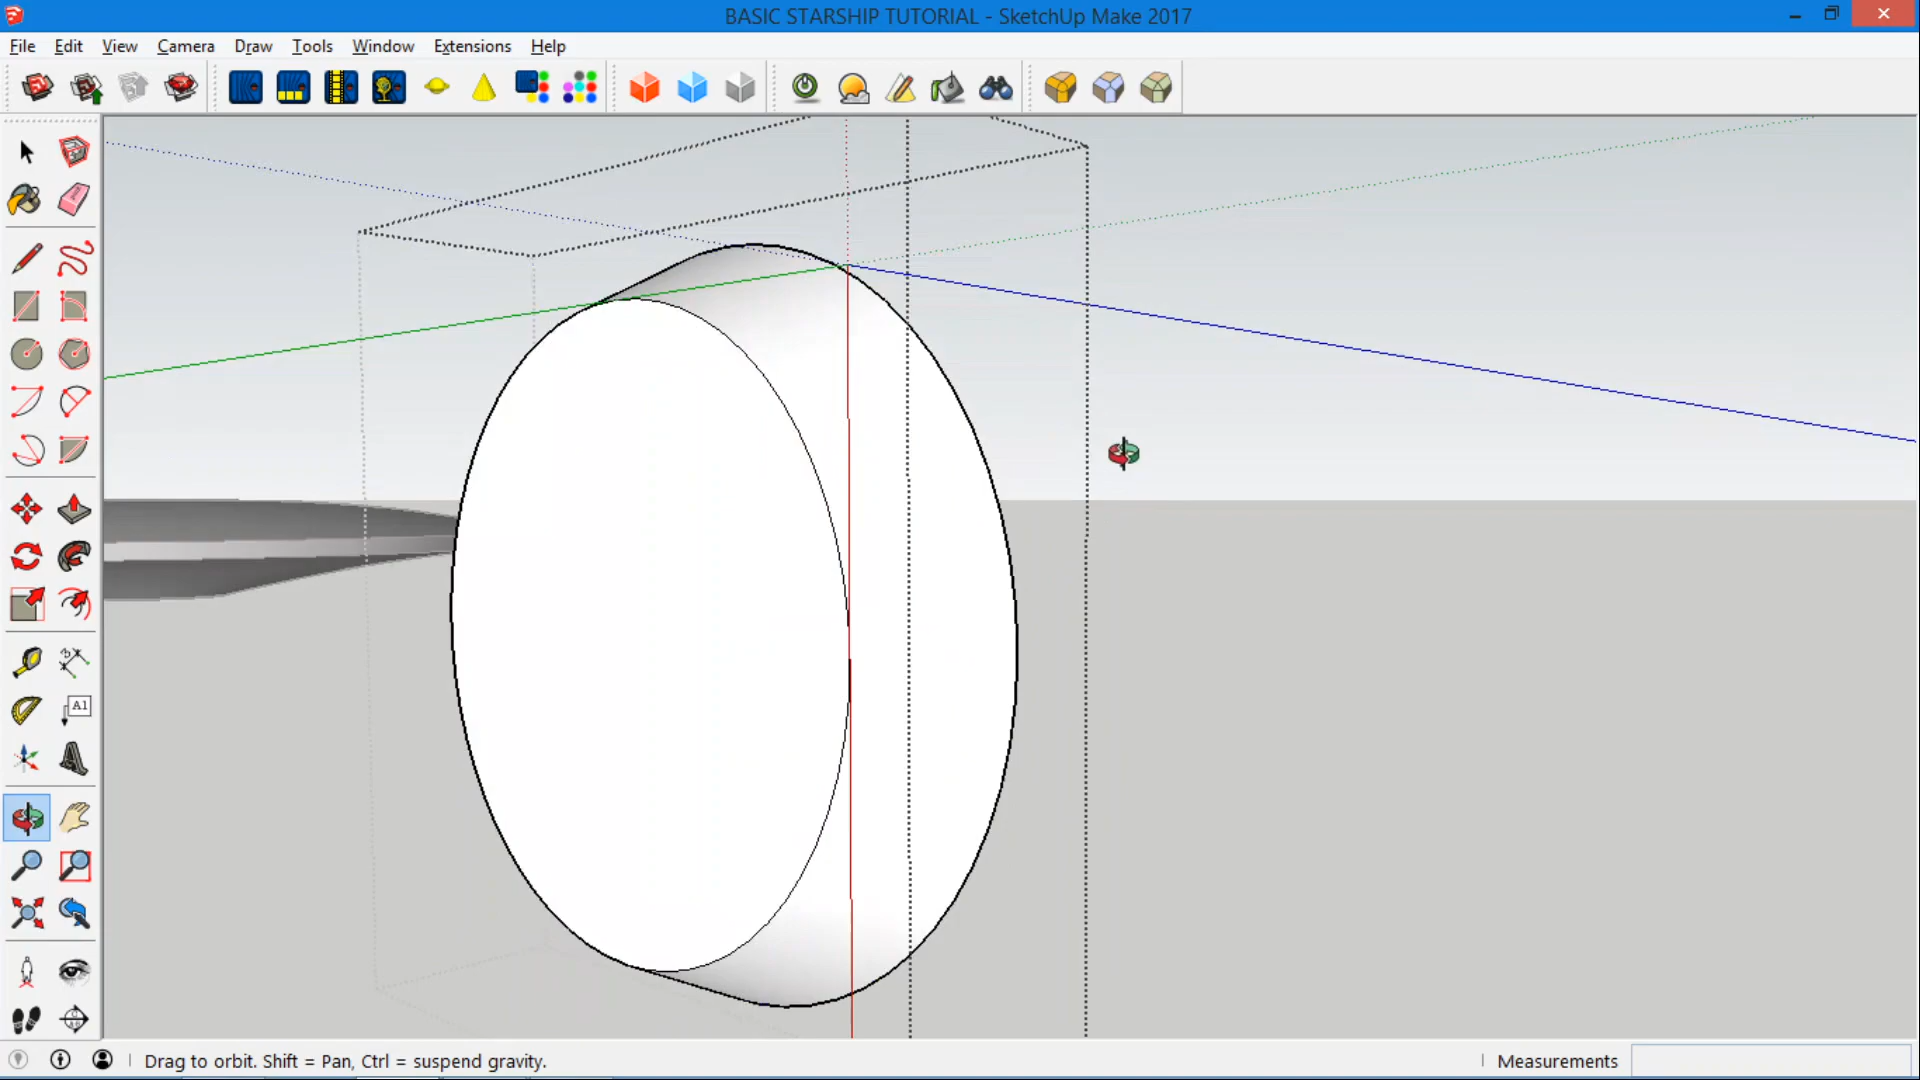 BASIC STARSHIP TUTORIAL - SketchUp Make 2017
File Edit View Camera Draw Tools Window Extensions Help
A1
Drag to orbit. Shift = Pan, Ctrl = suspend gravity.
Measurements